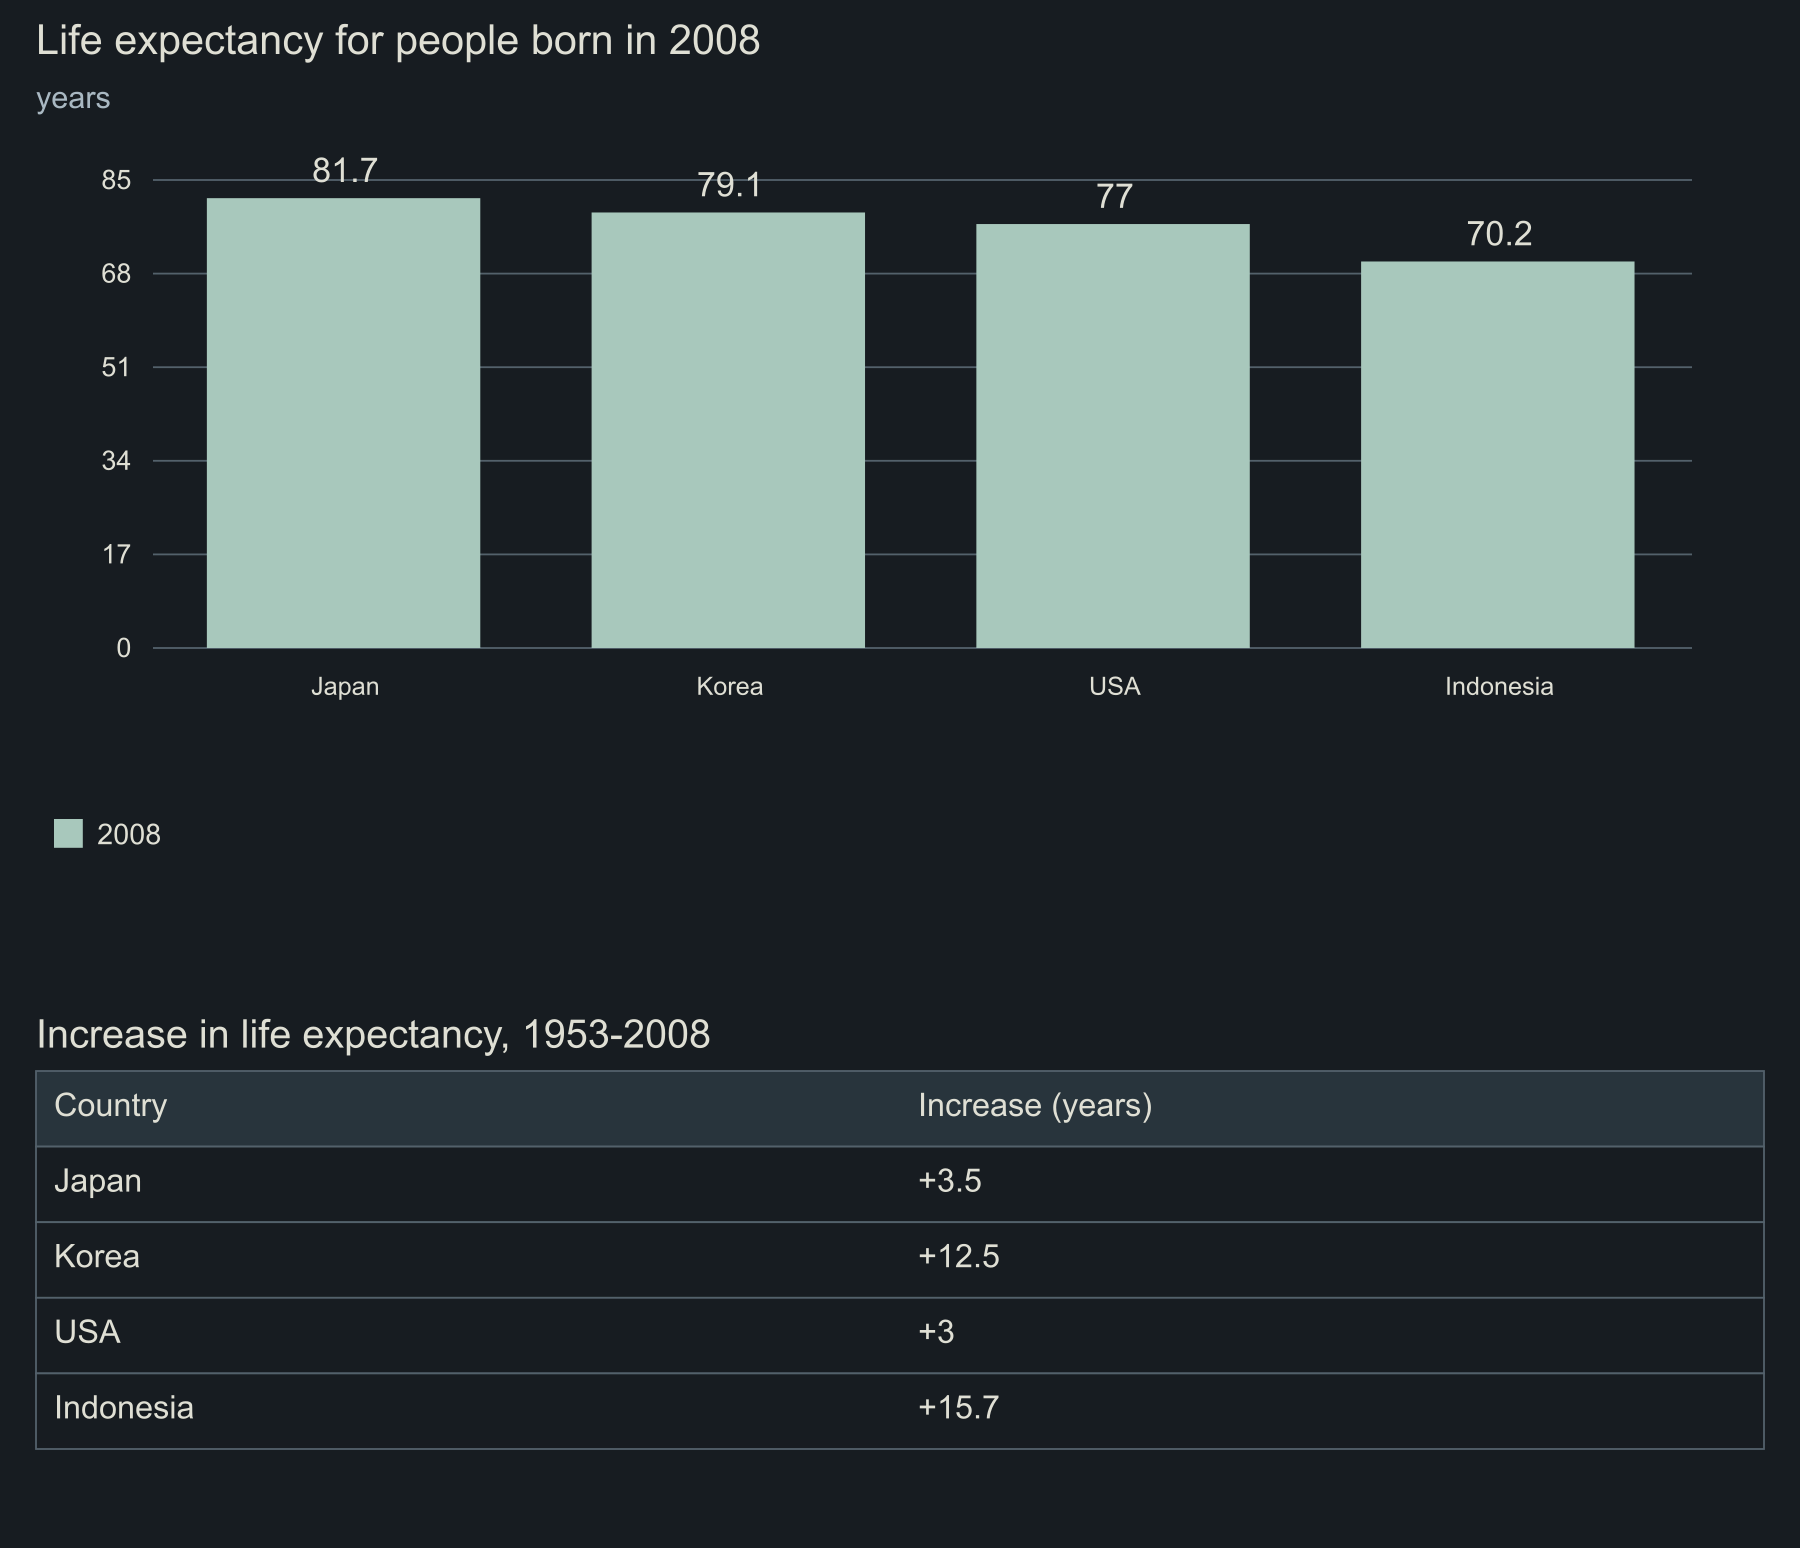 Life expectancy for people born in 2008
years
85
68
51
34
17
0
81.7
79.1
77
70.2
Japan
Korea
USA
Indonesia
2008
Increase in life expectancy, 1953-2008
Country Increase (years)
Japan +3.5
Korea +12.5
USA +3
Indonesia +15.7